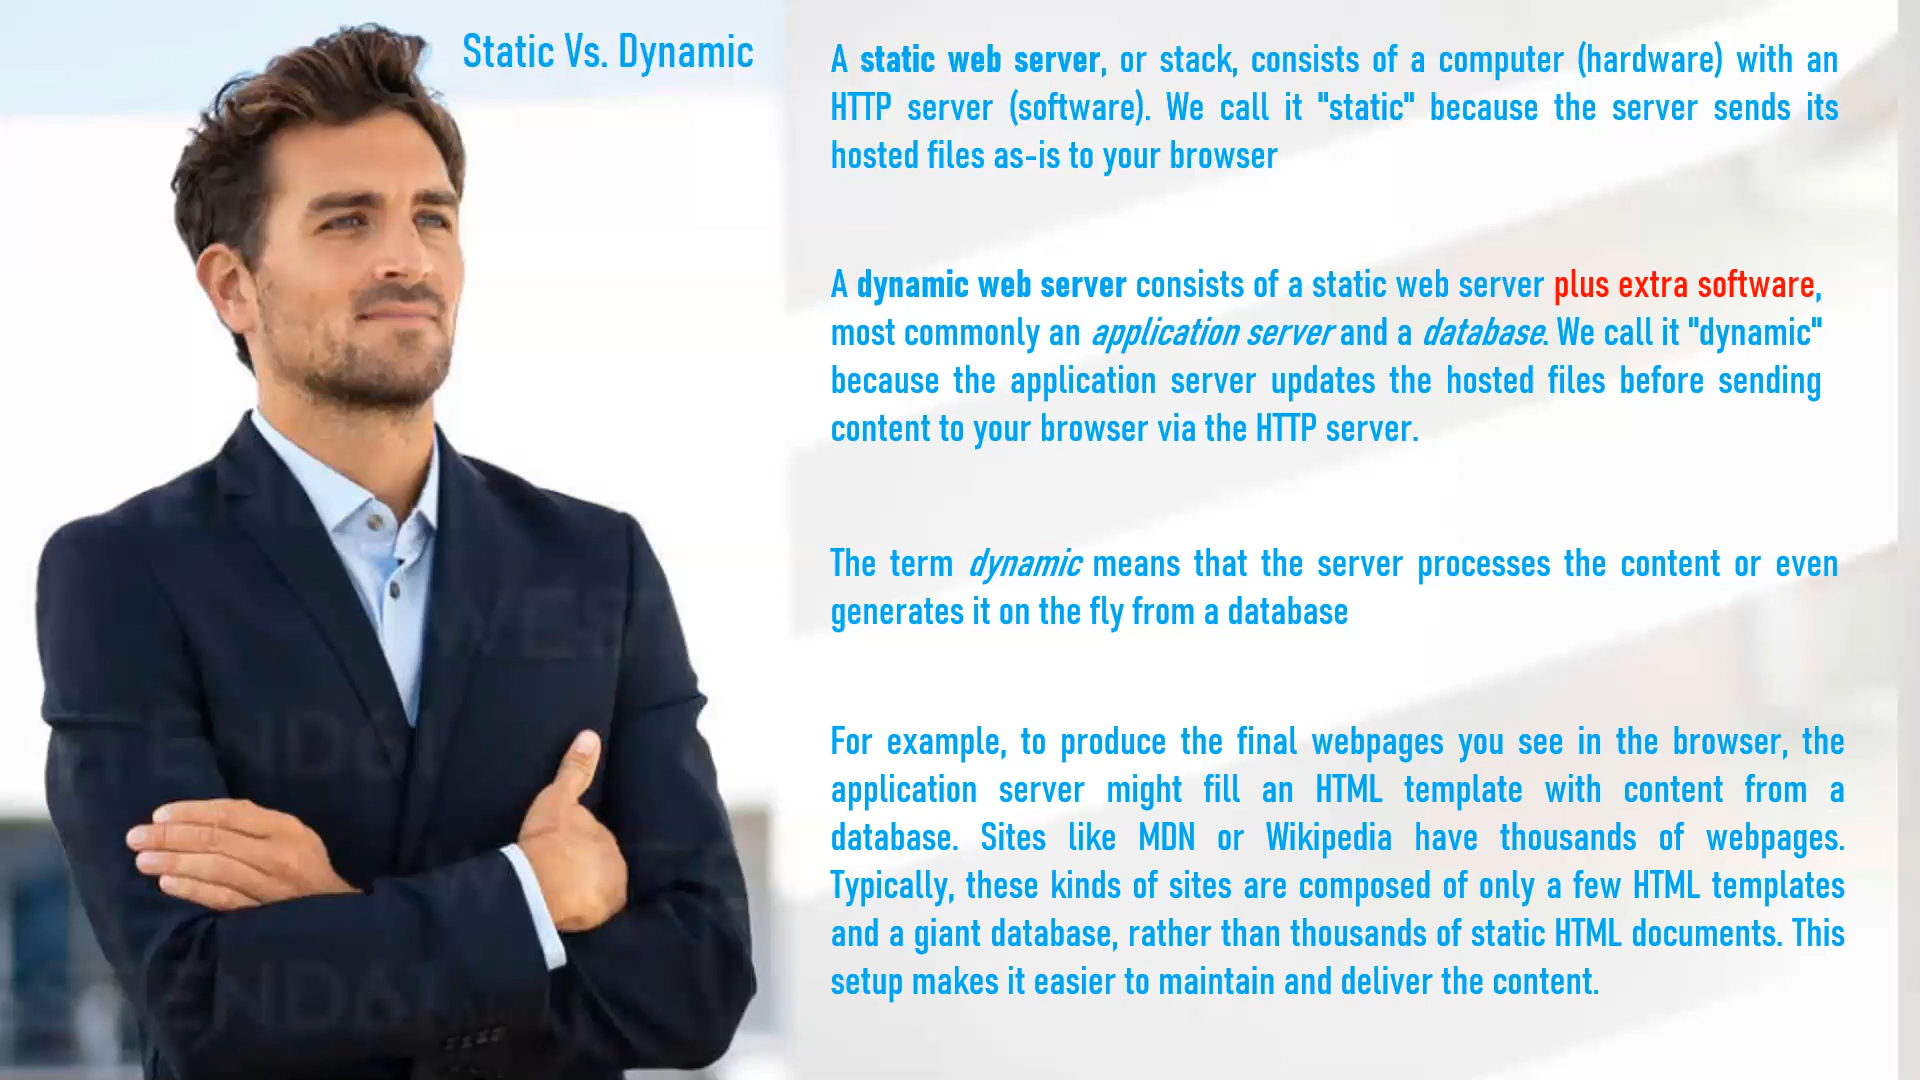 Static Vs. Dynamic
A static web server, or stack, consists of a computer (hardware) with an
HTTP server (software). We call it "static" because the server sends its
hosted files as-is to your browser
A dynamic web server consists of a static web server plus extra software,
most commonly an application server and a database. We call it "dynamic"
because the application server updates the hosted files before sending
content to your browser via the HTTP server.
The term dynamic means that the server processes the content or even
generates it on the fly from a database
For example, to produce the final webpages you see in the browser, the
application server might fill an HTML template with content from a
database. Sites like MDN or Wikipedia have thousands of webpages.
Typically, these kinds of sites are composed of only a few HTML templates
and a giant database, rather than thousands of static HTML documents. This
setup makes it easier to maintain and deliver the content.